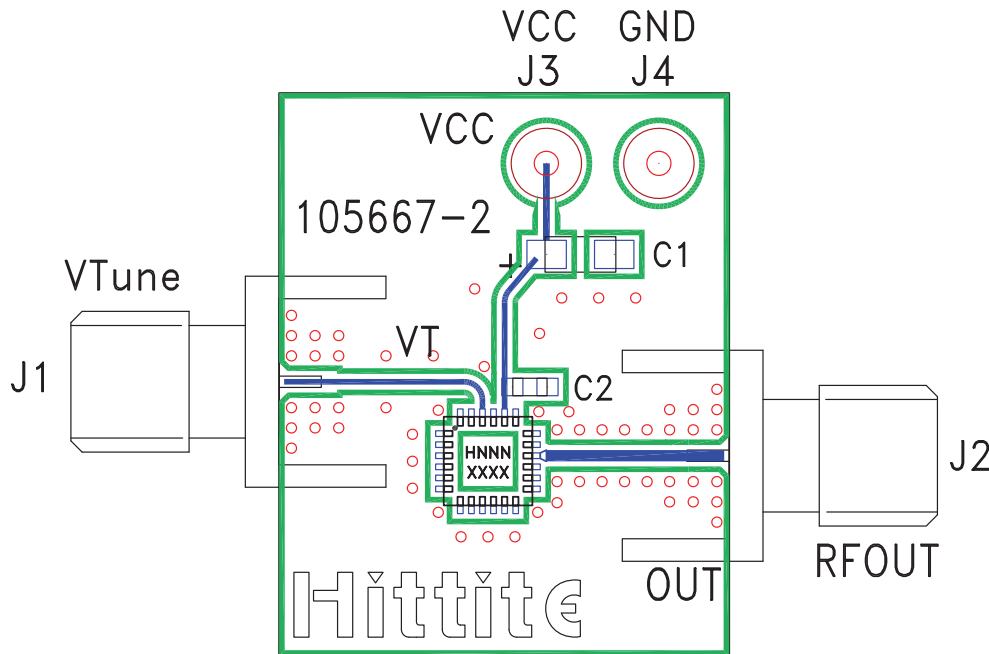 VCC GND
J3 J4
VCC
105667-2
C1
VTune
VT
J1
C2
HNNN
XXXX
J2
RFOUT
OUT
Hittite